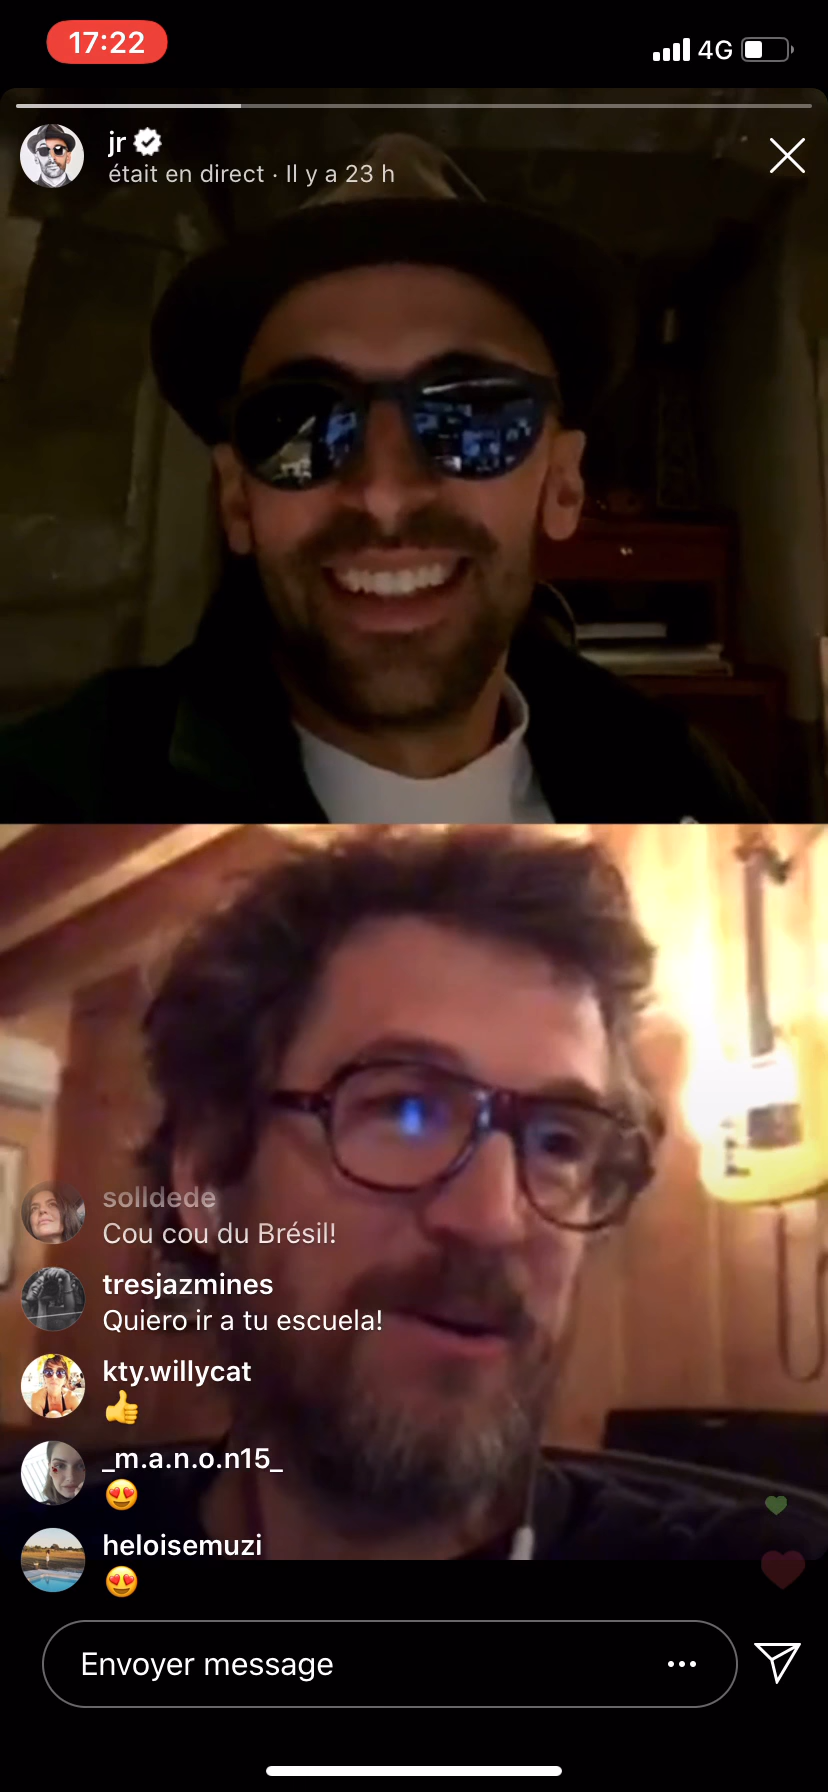 17:22
4G
jr
était en direct · Il y a 23 h
solldede
Cou cou du Brésil!
tresjazmines
Quiero ir a tu escuela!
kty.willycat
👍
_m.a.n.o.n15_
😍
heloisemuzi
😍
Envoyer message